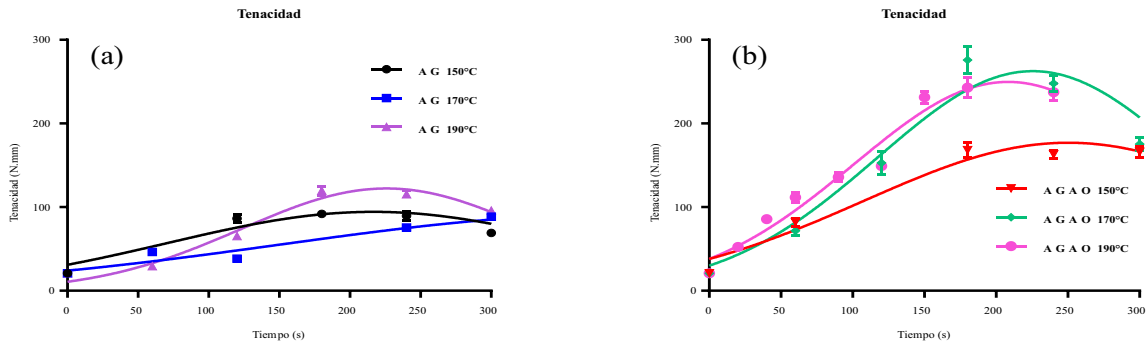 Tenacidad
300
(a)
A G 150°C
A G 170°C
A G 190°C
200
Tenacidad (N.mm)
100
0
0 50 100 150 200 250 300
Tiempo (s)
Tenacidad
300
(b)
200
Tenacidad (N.mm)
A G A O 150°C
A G A O 170°C
A G A O 190°C
100
0
0 50 100 150 200 250 300
Tiempo (s)